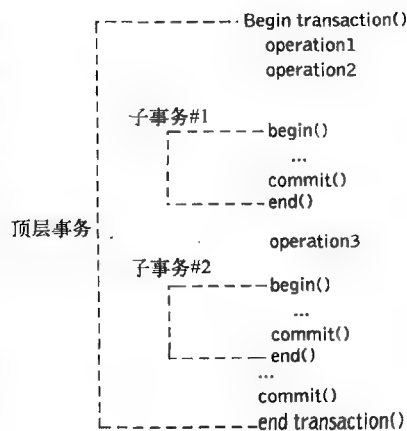 Begin transaction()
operation1
operation2
子事务#1
begin()
...
commit()
end()
顶层事务
operation3
子事务#2
begin()
...
commit()
end()
...
commit()
end transaction()